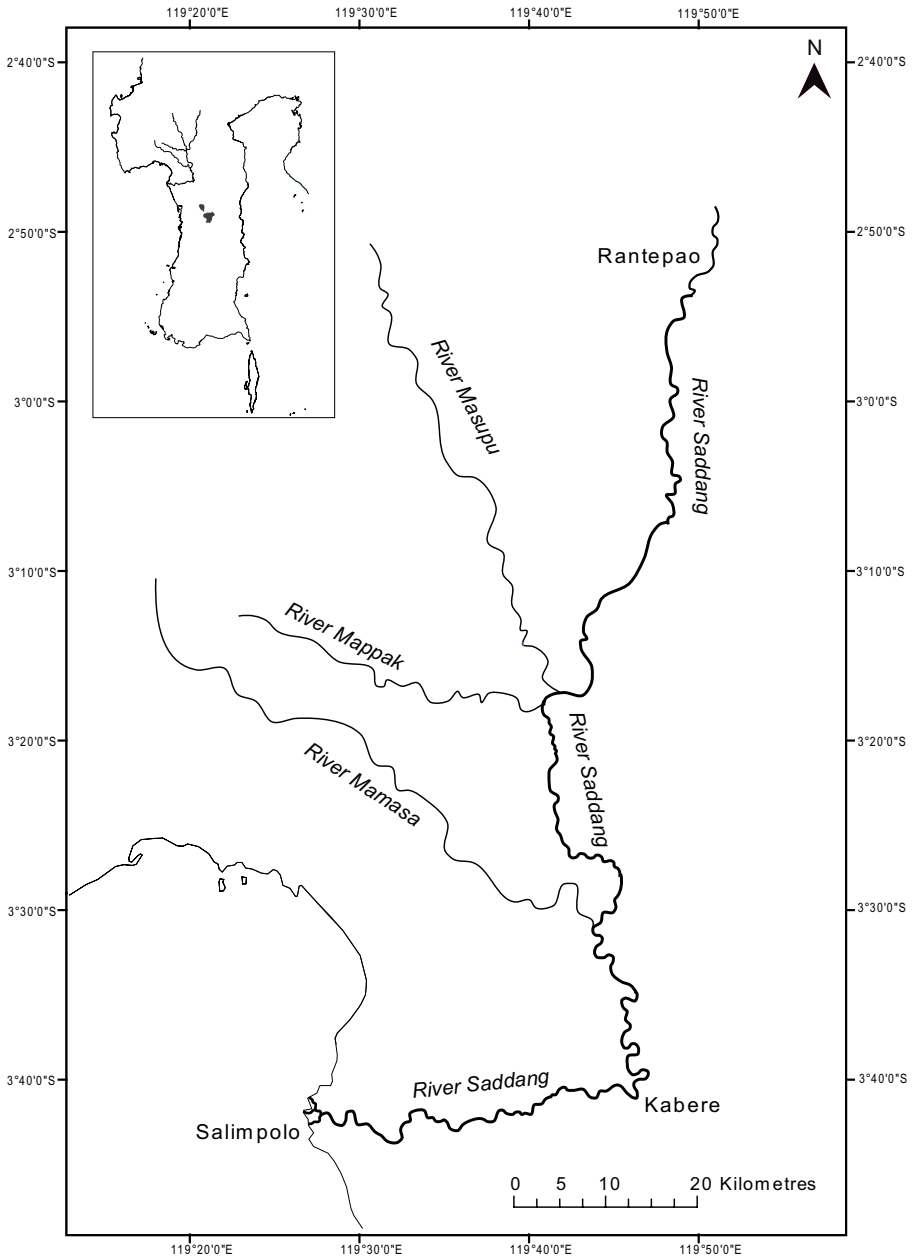 119°20'0"E
119°30'0"E
119°40'0"E
119°50'0"E
N
2°40'0"S
2°40'0"S
2°50'0"S
2°50'0"S
Rantepao
River Masupu
River Saddang
3°0'0"S
3°0'0"S
3°10'0"S
3°10'0"S
River Mappak
River Saddang
3°20'0"S
3°20'0"S
River Mamasa
3°30'0"S
3°30'0"S
3°40'0"S
3°40'0"S
River Saddang
Kabere
Salimpolo
0 5 10 20 Kilometres
119°20'0"E
119°30'0"E
119°40'0"E
119°50'0"E